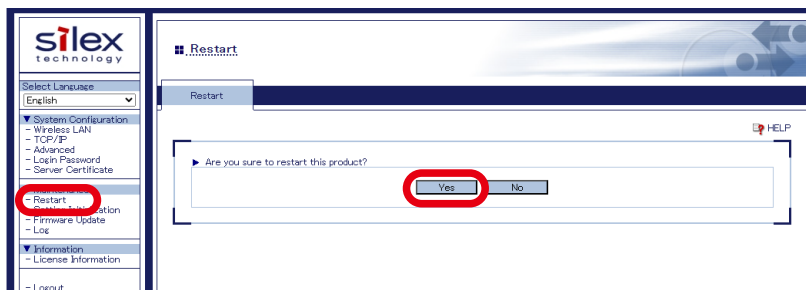 silex
technology
Select Language
English
▼ System Configuration
- Wireless LAN
- TCP/IP
- Advanced
- Login Password
- Server Certificate
- Restart
- Firmware Update
- Log
▼ Information
- License Information
- Logout
Restart
Restart
HELP
Are you sure to restart this product?
Yes No